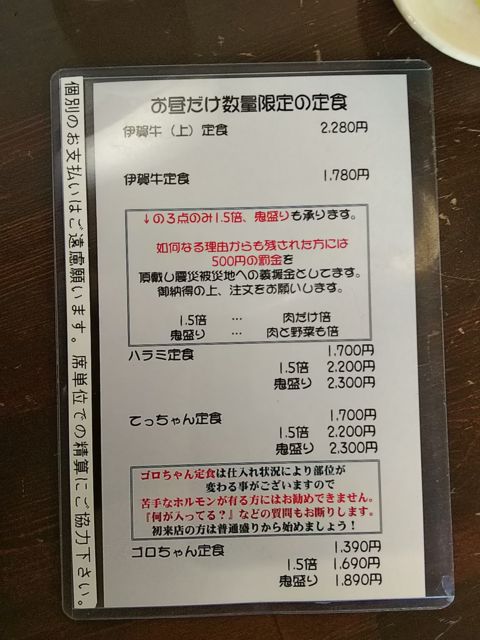 お昼だけ数量限定の定食
伊賀牛（上）定食 2.280円
伊賀牛定食 1.780円
↓の３点のみ1.5倍、鬼盛りも承ります。
如何なる理由からも残された方には
500円の罰金を
頂戴し震災被災地への義援金としてます。
御納得の上、注文をお願いします。
1.5倍 … 肉だけ倍
鬼盛り … 肉と野菜も倍
ハラミ定食 1.700円
1.5倍 2.200円
鬼盛り 2.300円
てっちゃん定食 1.700円
1.5倍 2.200円
鬼盛り 2.300円
ゴロちゃん定食は仕入れ状況により部位が
変わる事がございますので
苦手なホルモンが有る方にはお勧めできません。
『何が入ってる？』などの質問もお断りします。
初来店の方は普通盛りから始めましょう！
ゴロちゃん定食 1.390円
1.5倍 1.690円
鬼盛り 1.890円
個別のお支払いはご遠慮願います。席単位での精算にご協力下さい。